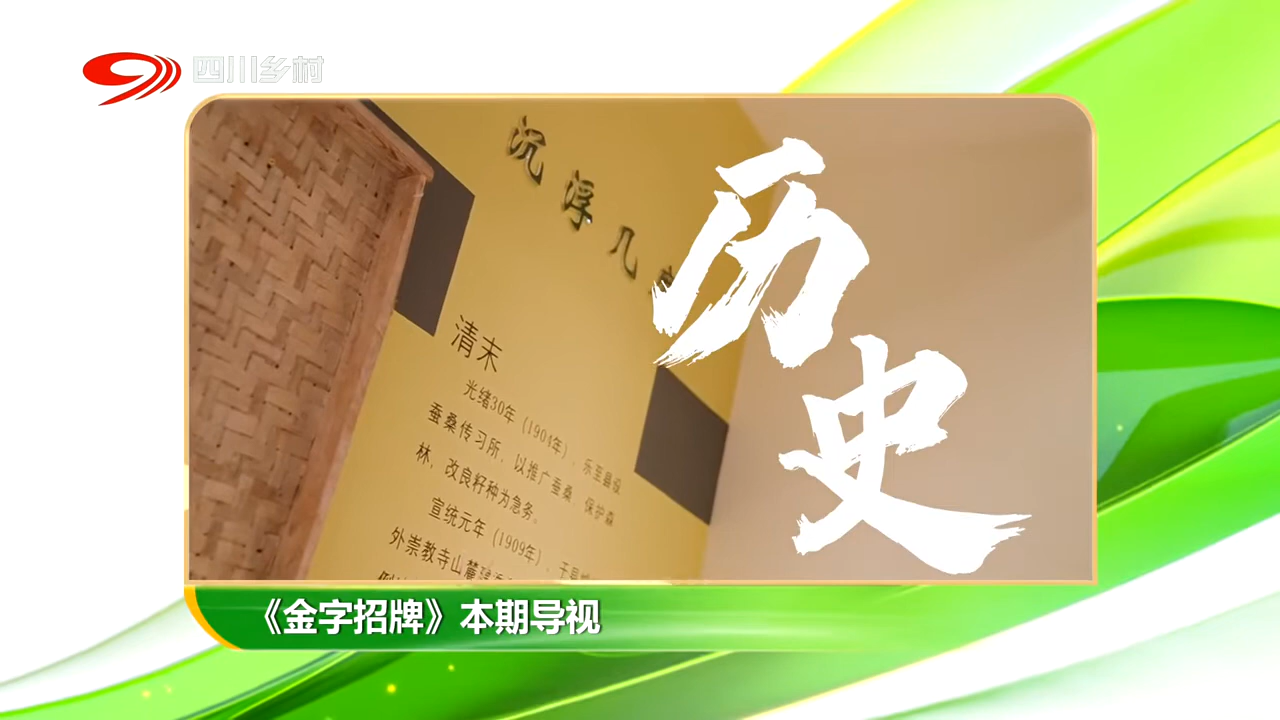 四川乡村
沉浮几
历史
清末
光绪30年(1904年)，乐至县设
蚕桑传习所，以推广蚕桑、保护森
林，改良籽种为急务。
宣统元年(1909年)，于县城
外崇教寺山麓
《金字招牌》本期导视